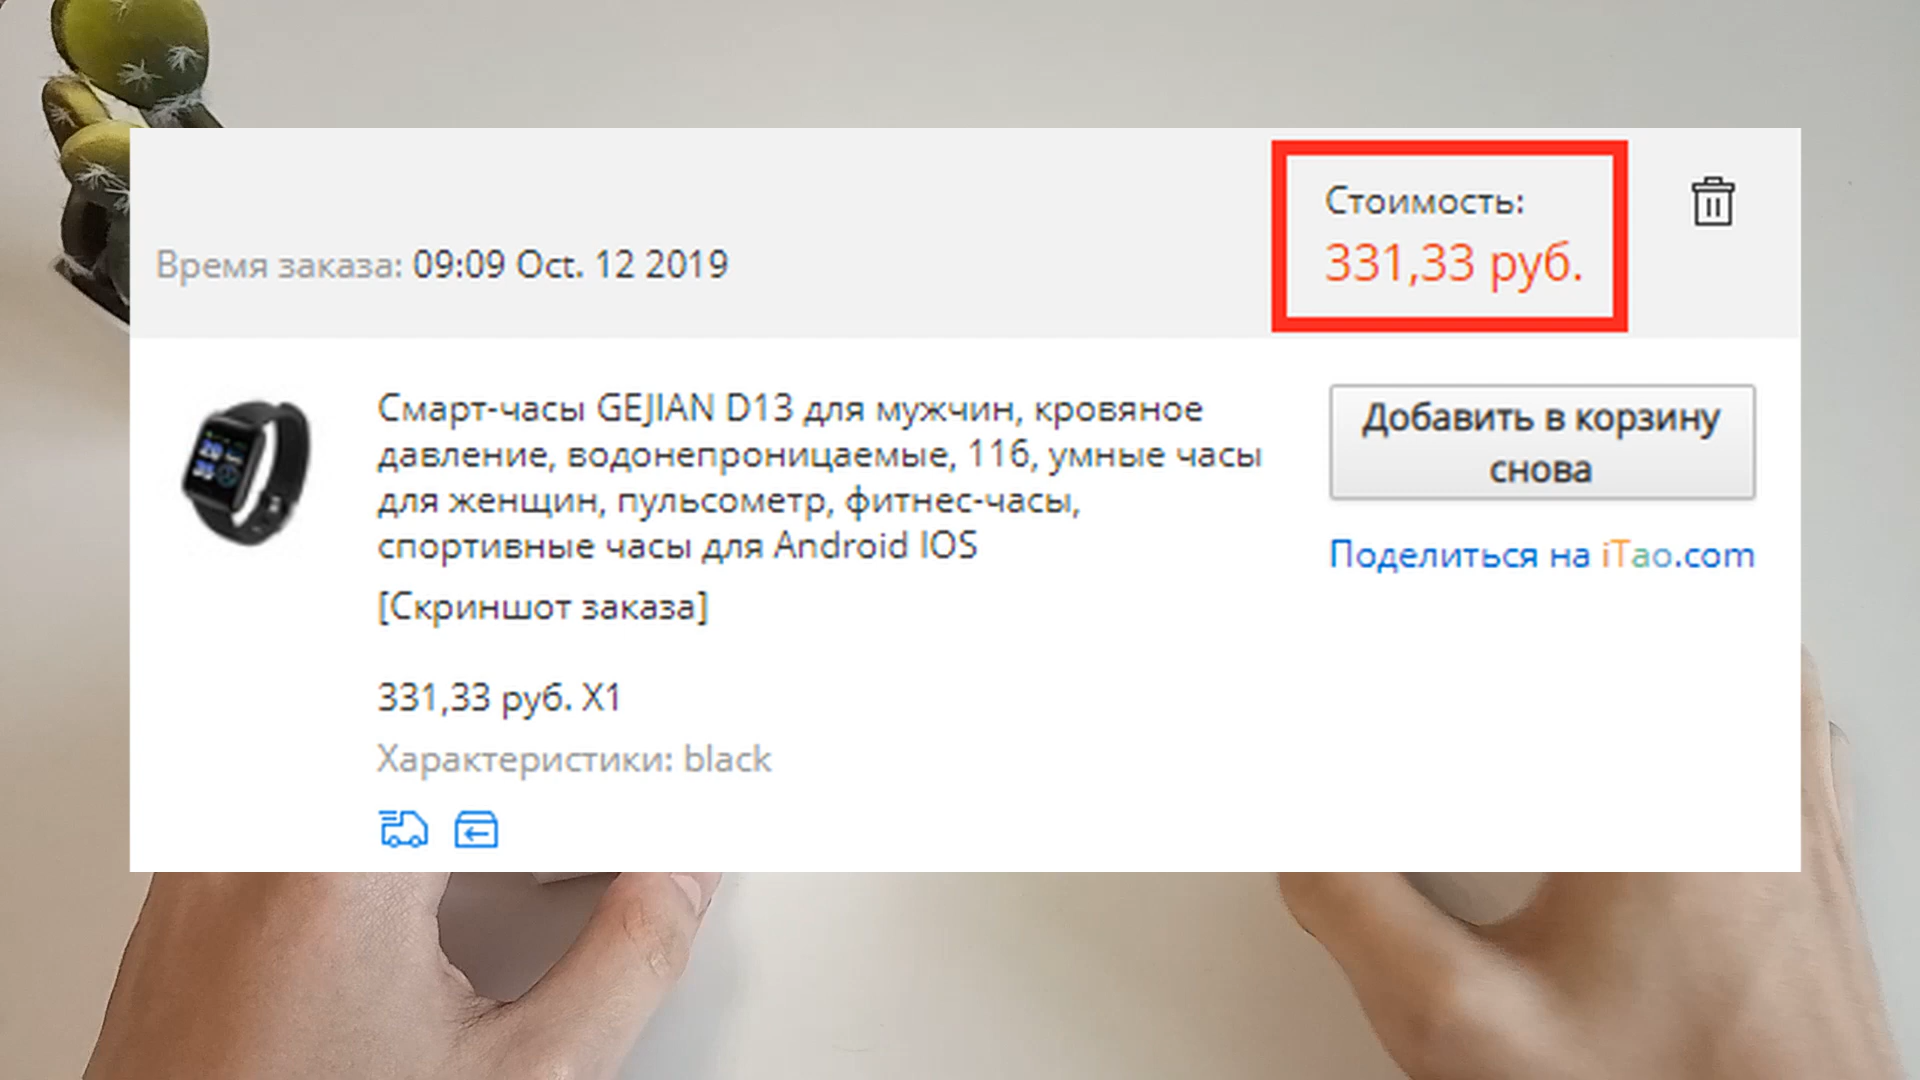 Стоимость:
331,33 руб.
Время заказа: 09:09 Oct. 12 2019
Смарт-часы GEJIAN D13 для мужчин, кровяное
давление, водонепроницаемые, 116, умные часы
для женщин, пульсометр, фитнес-часы,
спортивные часы для Android IOS
[Скриншот заказа]
331,33 руб. X1
Характеристики: black
Добавить в корзину
снова
Поделиться на iTao.com